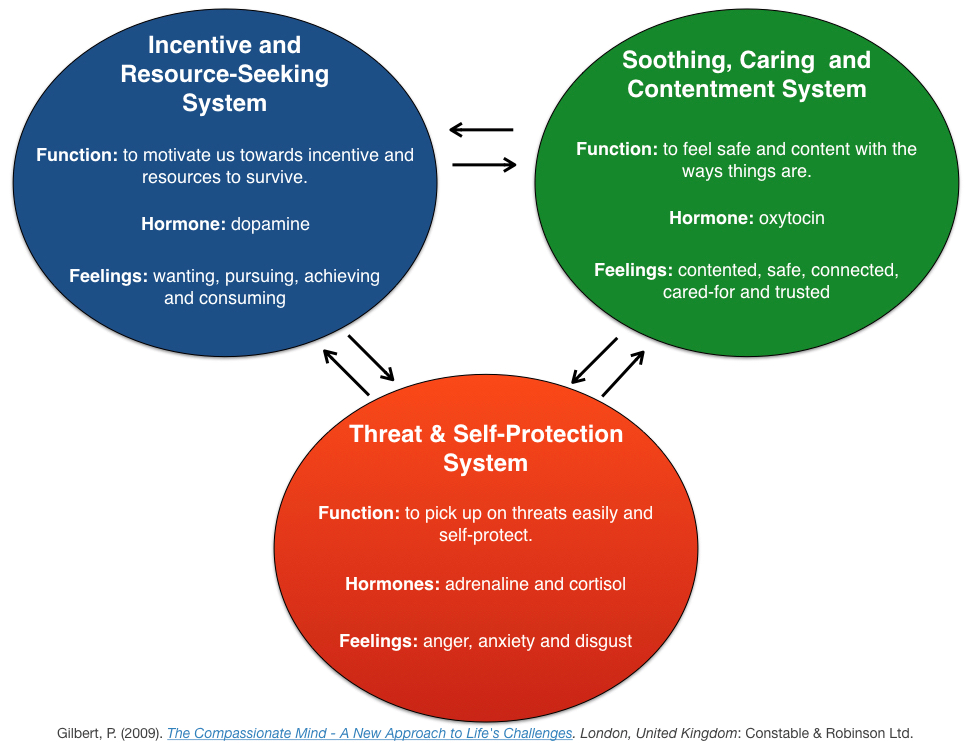 Incentive and
Resource-Seeking
System
Function: to motivate us towards incentive and
resources to survive.
Hormone: dopamine
Feelings: wanting, pursuing, achieving
and consuming
Soothing, Caring  and
Contentment System
Function: to feel safe and content with the
ways things are.
Hormone: oxytocin
Feelings: contented, safe, connected,
cared-for and trusted
Threat & Self-Protection
System
Function: to pick up on threats easily and
self-protect.
Hormones: adrenaline and cortisol
Feelings: anger, anxiety and disgust
Gilbert, P. (2009). The Compassionate Mind - A New Approach to Life's Challenges. London, United Kingdom: Constable & Robinson Ltd.